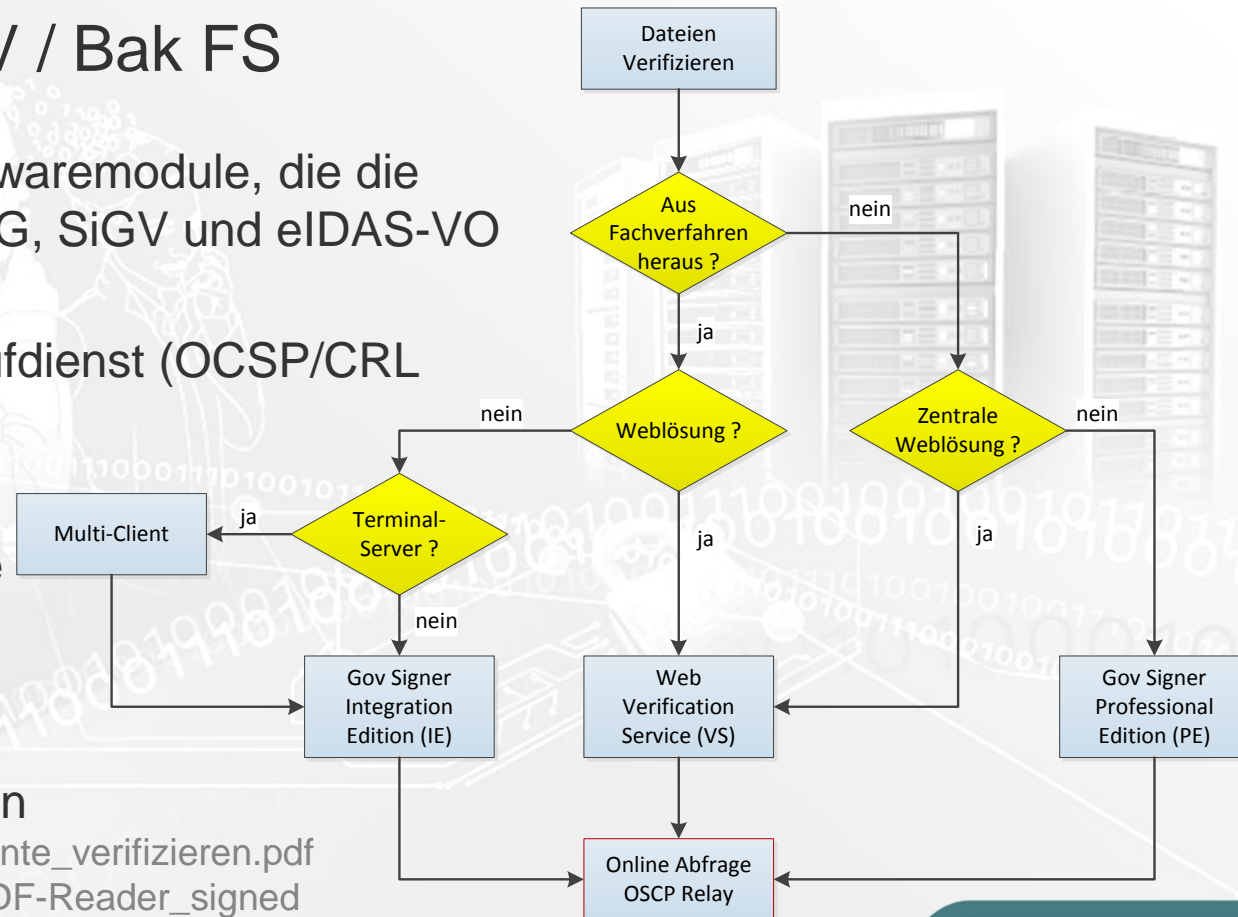 V / Bak FS
waremodule, die die
G, SiGV und eIDAS-VO
ufdienst (OCSP/CRL
e
n
nte_verifizieren.pdf
DF-Reader_signed
Dateien
Verifizieren
Aus
Fachverfahren
heraus ?
nein
ja
Weblösung ?
nein
Zentrale
Weblösung ?
nein
Terminal-
Server ?
ja
Multi-Client
nein
ja
ja
Gov Signer
Integration
Edition (IE)
Web
Verification
Service (VS)
Gov Signer
Professional
Edition (PE)
Online Abfrage
OSCP Relay